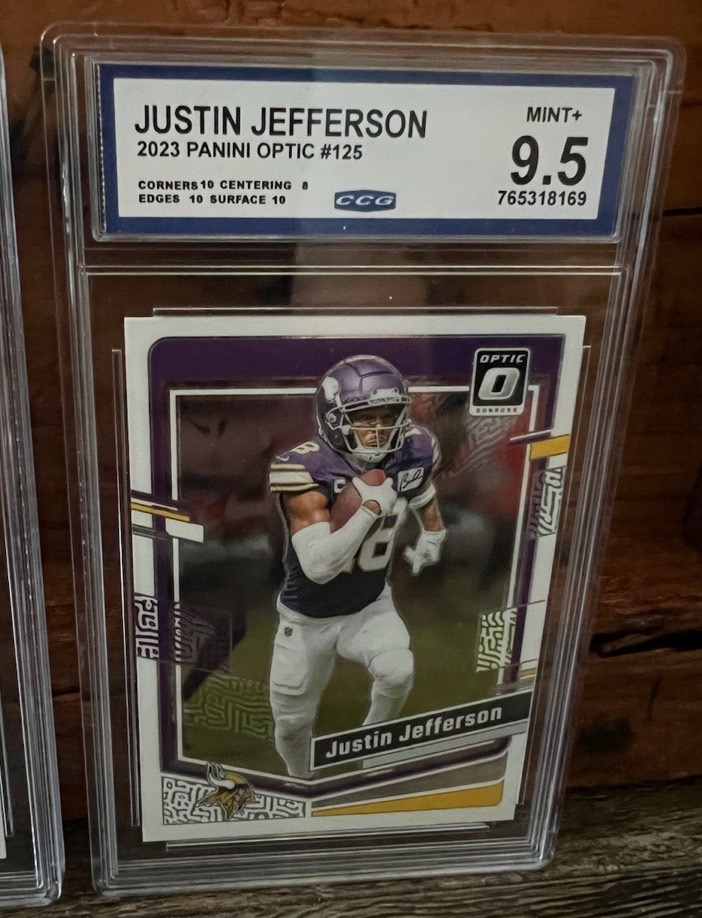 JUSTIN JEFFERSON
2023 PANINI OPTIC #125
CORNERS 10 CENTERING 8
EDGES 10 SURFACE 10
CCG
MINT+
9.5
765318169
OPTIC
O
DONRUSS
18
Justin Jefferson